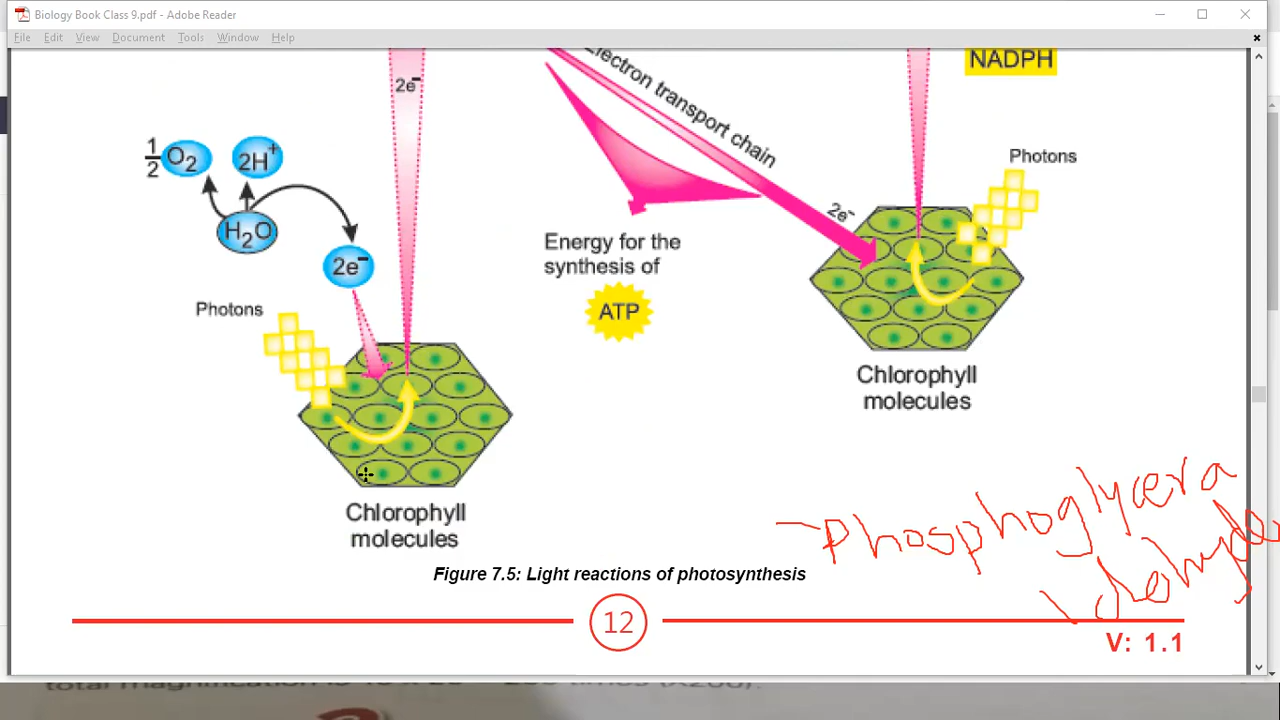 Biology Book Class 9.pdf - Adobe Reader
File Edit View Document Tools Window Help
2e⁻
Electron transport chain
NADPH
1/2 O₂
2H⁺
Photons
H₂O
2e⁻
2e⁻
Energy for the
synthesis of
ATP
Photons
Chlorophyll
molecules
Chlorophyll
molecules
Phosphoglycera
Figure 7.5: Light reactions of photosynthesis
12
V: 1.1